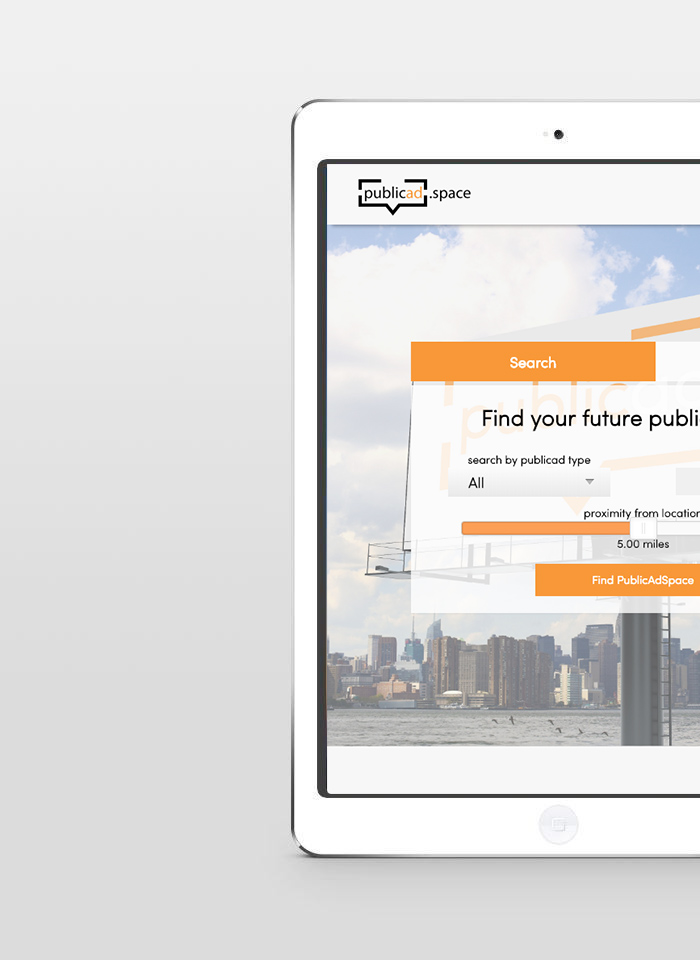 publicad.space
Search
Find your future publi
search by publicad type
All
proximity from location
5.00 miles
Find PublicAdSpace